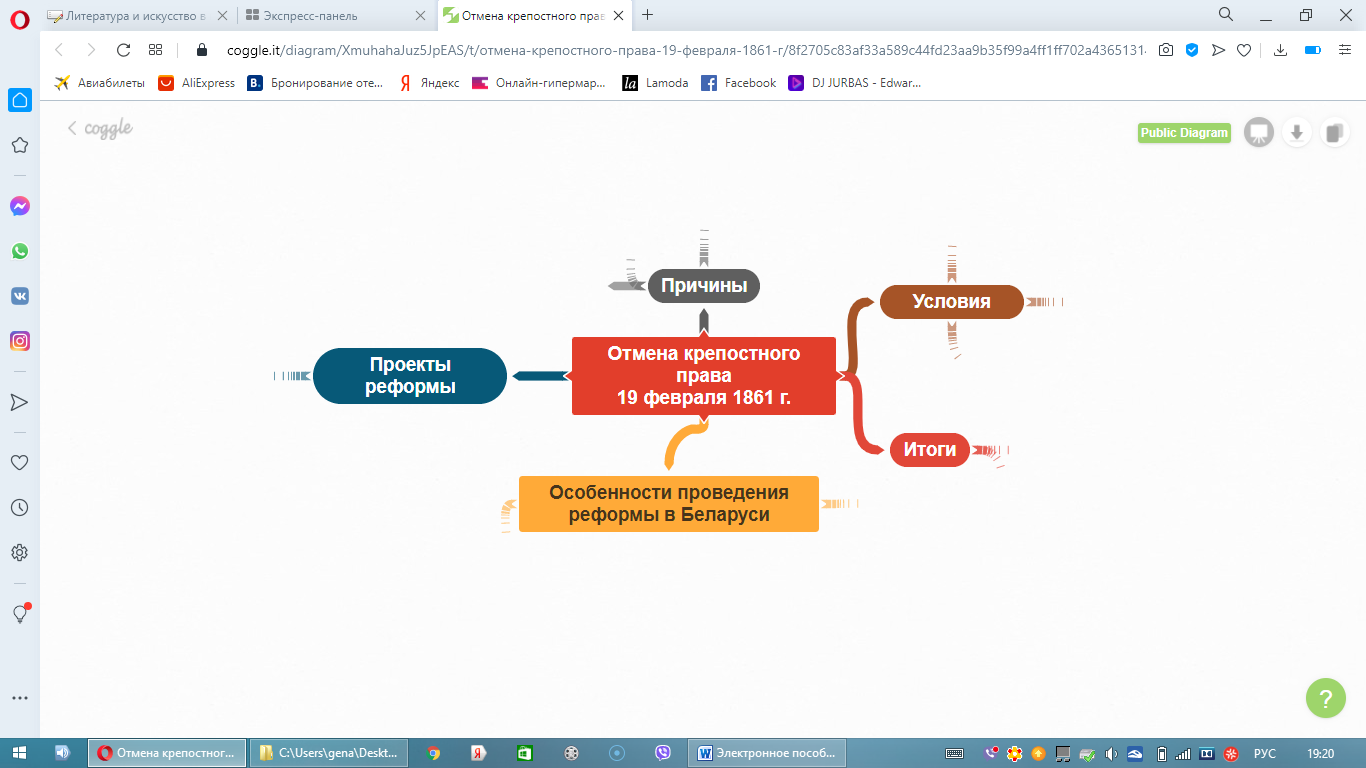 Литература и искусство в
Экспресс-панель
Отмена крепостного прав
coggle.it/diagram/XmuhahaJuz5JpEAS/t/отмена-крепостного-права-19-февраля-1861-г/8f2705c83af33a589c44fd23aa9b35f99a4ff1ff702a4365131
Авиабилеты
AliExpress
B.
Бронирование оте...
Я
Яндекс
Онлайн-гипермар...
la
Lamoda
Facebook
DJ JURBAS - Edwar...
coggle
Public Diagram
Причины
Условия
Проекты
реформы
Отмена крепостного
права
19 февраля 1861 г.
Итоги
Особенности проведения
реформы в Беларуси
?
Отмена крепостног...
C:\Users\gena\Deskt...
Я
Электронное пособ...
РУС
19:20